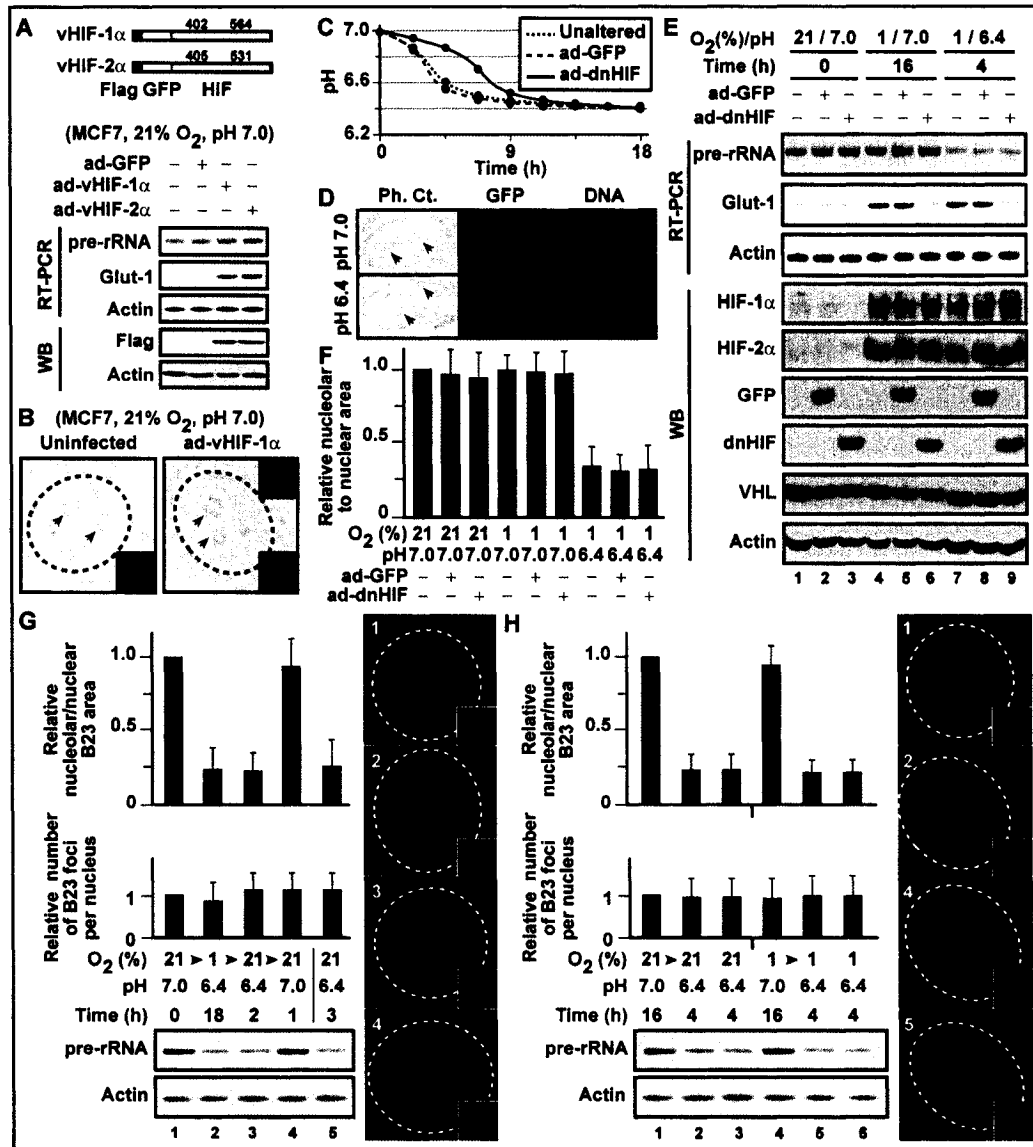 A
402 564
vHIF-1α
405 531
vHIF-2α
Flag GFP HIF
(MCF7, 21% O2, pH 7.0)
ad-GFP − + − −
ad-vHIF-1α − − + −
ad-vHIF-2α − − − +
RT-PCR
pre-rRNA
Glut-1
Actin
WB
Flag
Actin
B
(MCF7, 21% O2, pH 7.0)
Uninfected ad-vHIF-1α
C
pH
7.0
6.6
6.2
0 9 18
Time (h)
Unaltered
ad-GFP
ad-dnHIF
D
Ph. Ct. GFP DNA
pH 7.0
pH 6.4
F
Relative nucleolar
to nuclear area
1.0
0.5
0
O2 (%) 21 21 21 1 1 1 1 1 1
pH 7.0 7.0 7.0 7.0 7.0 7.0 6.4 6.4 6.4
ad-GFP − + − − + − − + −
ad-dnHIF − − + − − + − − +
E
O2(%)/pH 21 / 7.0 1 / 7.0 1 / 6.4
Time (h) 0 16 4
ad-GFP − + − − + − − + −
ad-dnHIF − − + − − + − − +
RT-PCR
pre-rRNA
Glut-1
Actin
WB
HIF-1α
HIF-2α
GFP
dnHIF
VHL
Actin
1 2 3 4 5 6 7 8 9
G
Relative
nucleolar/nuclear
B23 area
1.0
0.5
0
Relative number
of B23 foci
per nucleus
1
0
O2 (%) 21 ➤ 1 ➤ 21 ➤ 21 21
pH 7.0 6.4 6.4 7.0 6.4
Time (h) 0 18 2 1 3
pre-rRNA
Actin
1 2 3 4 5
1
2
3
4
H
Relative
nucleolar/nuclear
B23 area
1.0
0.5
0
Relative number
of B23 foci
per nucleus
1
0
O2 (%) 21 ➤ 21 21 1 ➤ 1 1
pH 7.0 6.4 6.4 7.0 6.4 6.4
Time (h) 16 4 4 16 4 4
pre-rRNA
Actin
1 2 3 4 5 6
1
2
4
5